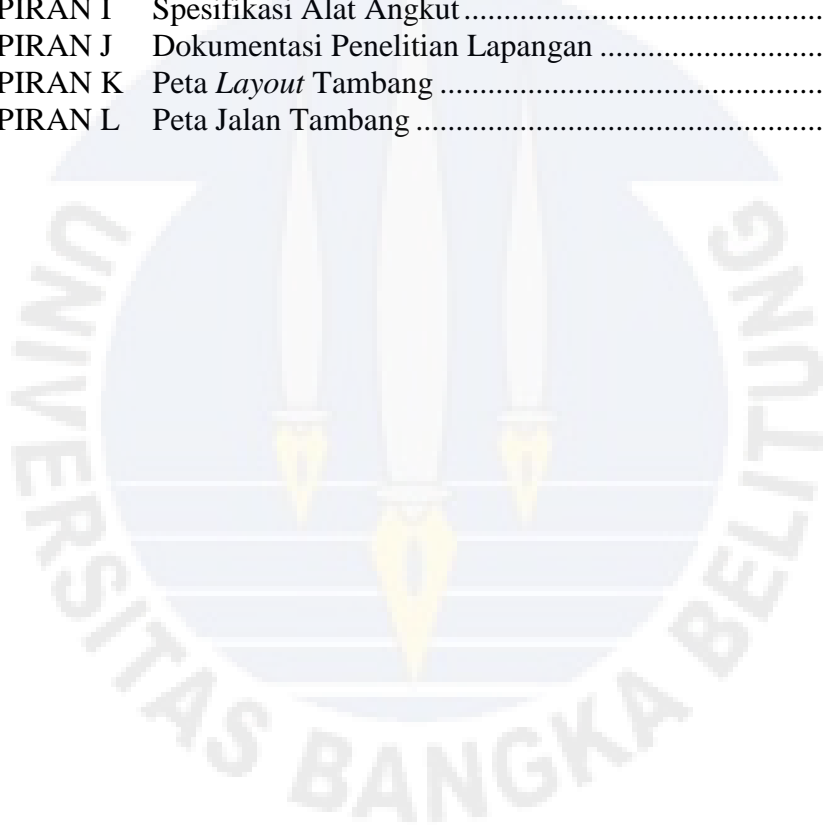 PIRAN I Spesifikasi Alat Angkut..............................................
PIRAN J Dokumentasi Penelitian Lapangan ............................
PIRAN K Peta Layout Tambang ................................................
PIRAN L Peta Jalan Tambang ...................................................
UNIVERSITAS BANGKA BELITUNG